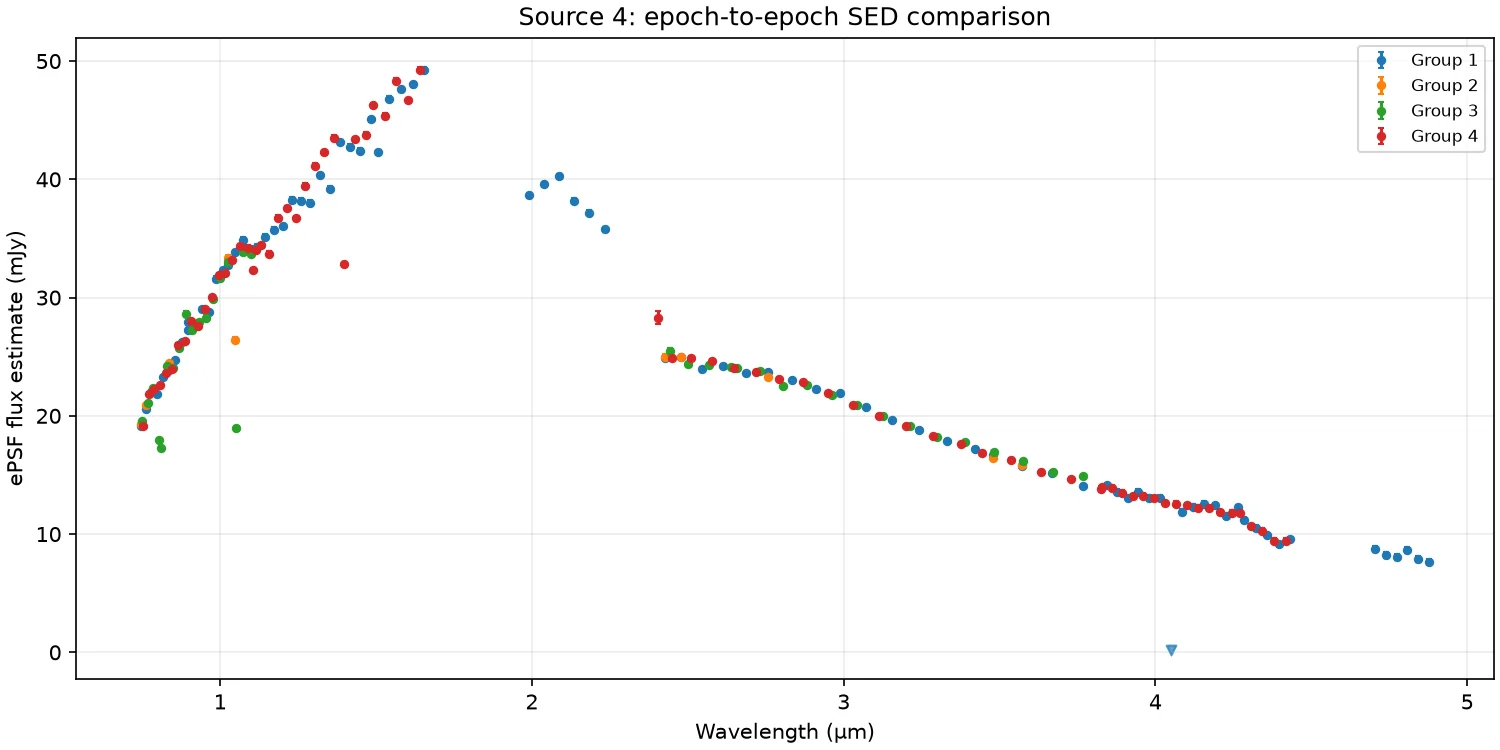 Source 4: epoch-to-epoch SED comparison
ePSF flux estimate (mJy)
50
40
30
20
10
0
Group 1
Group 2
Group 3
Group 4
1 2 3 4 5
Wavelength (μm)